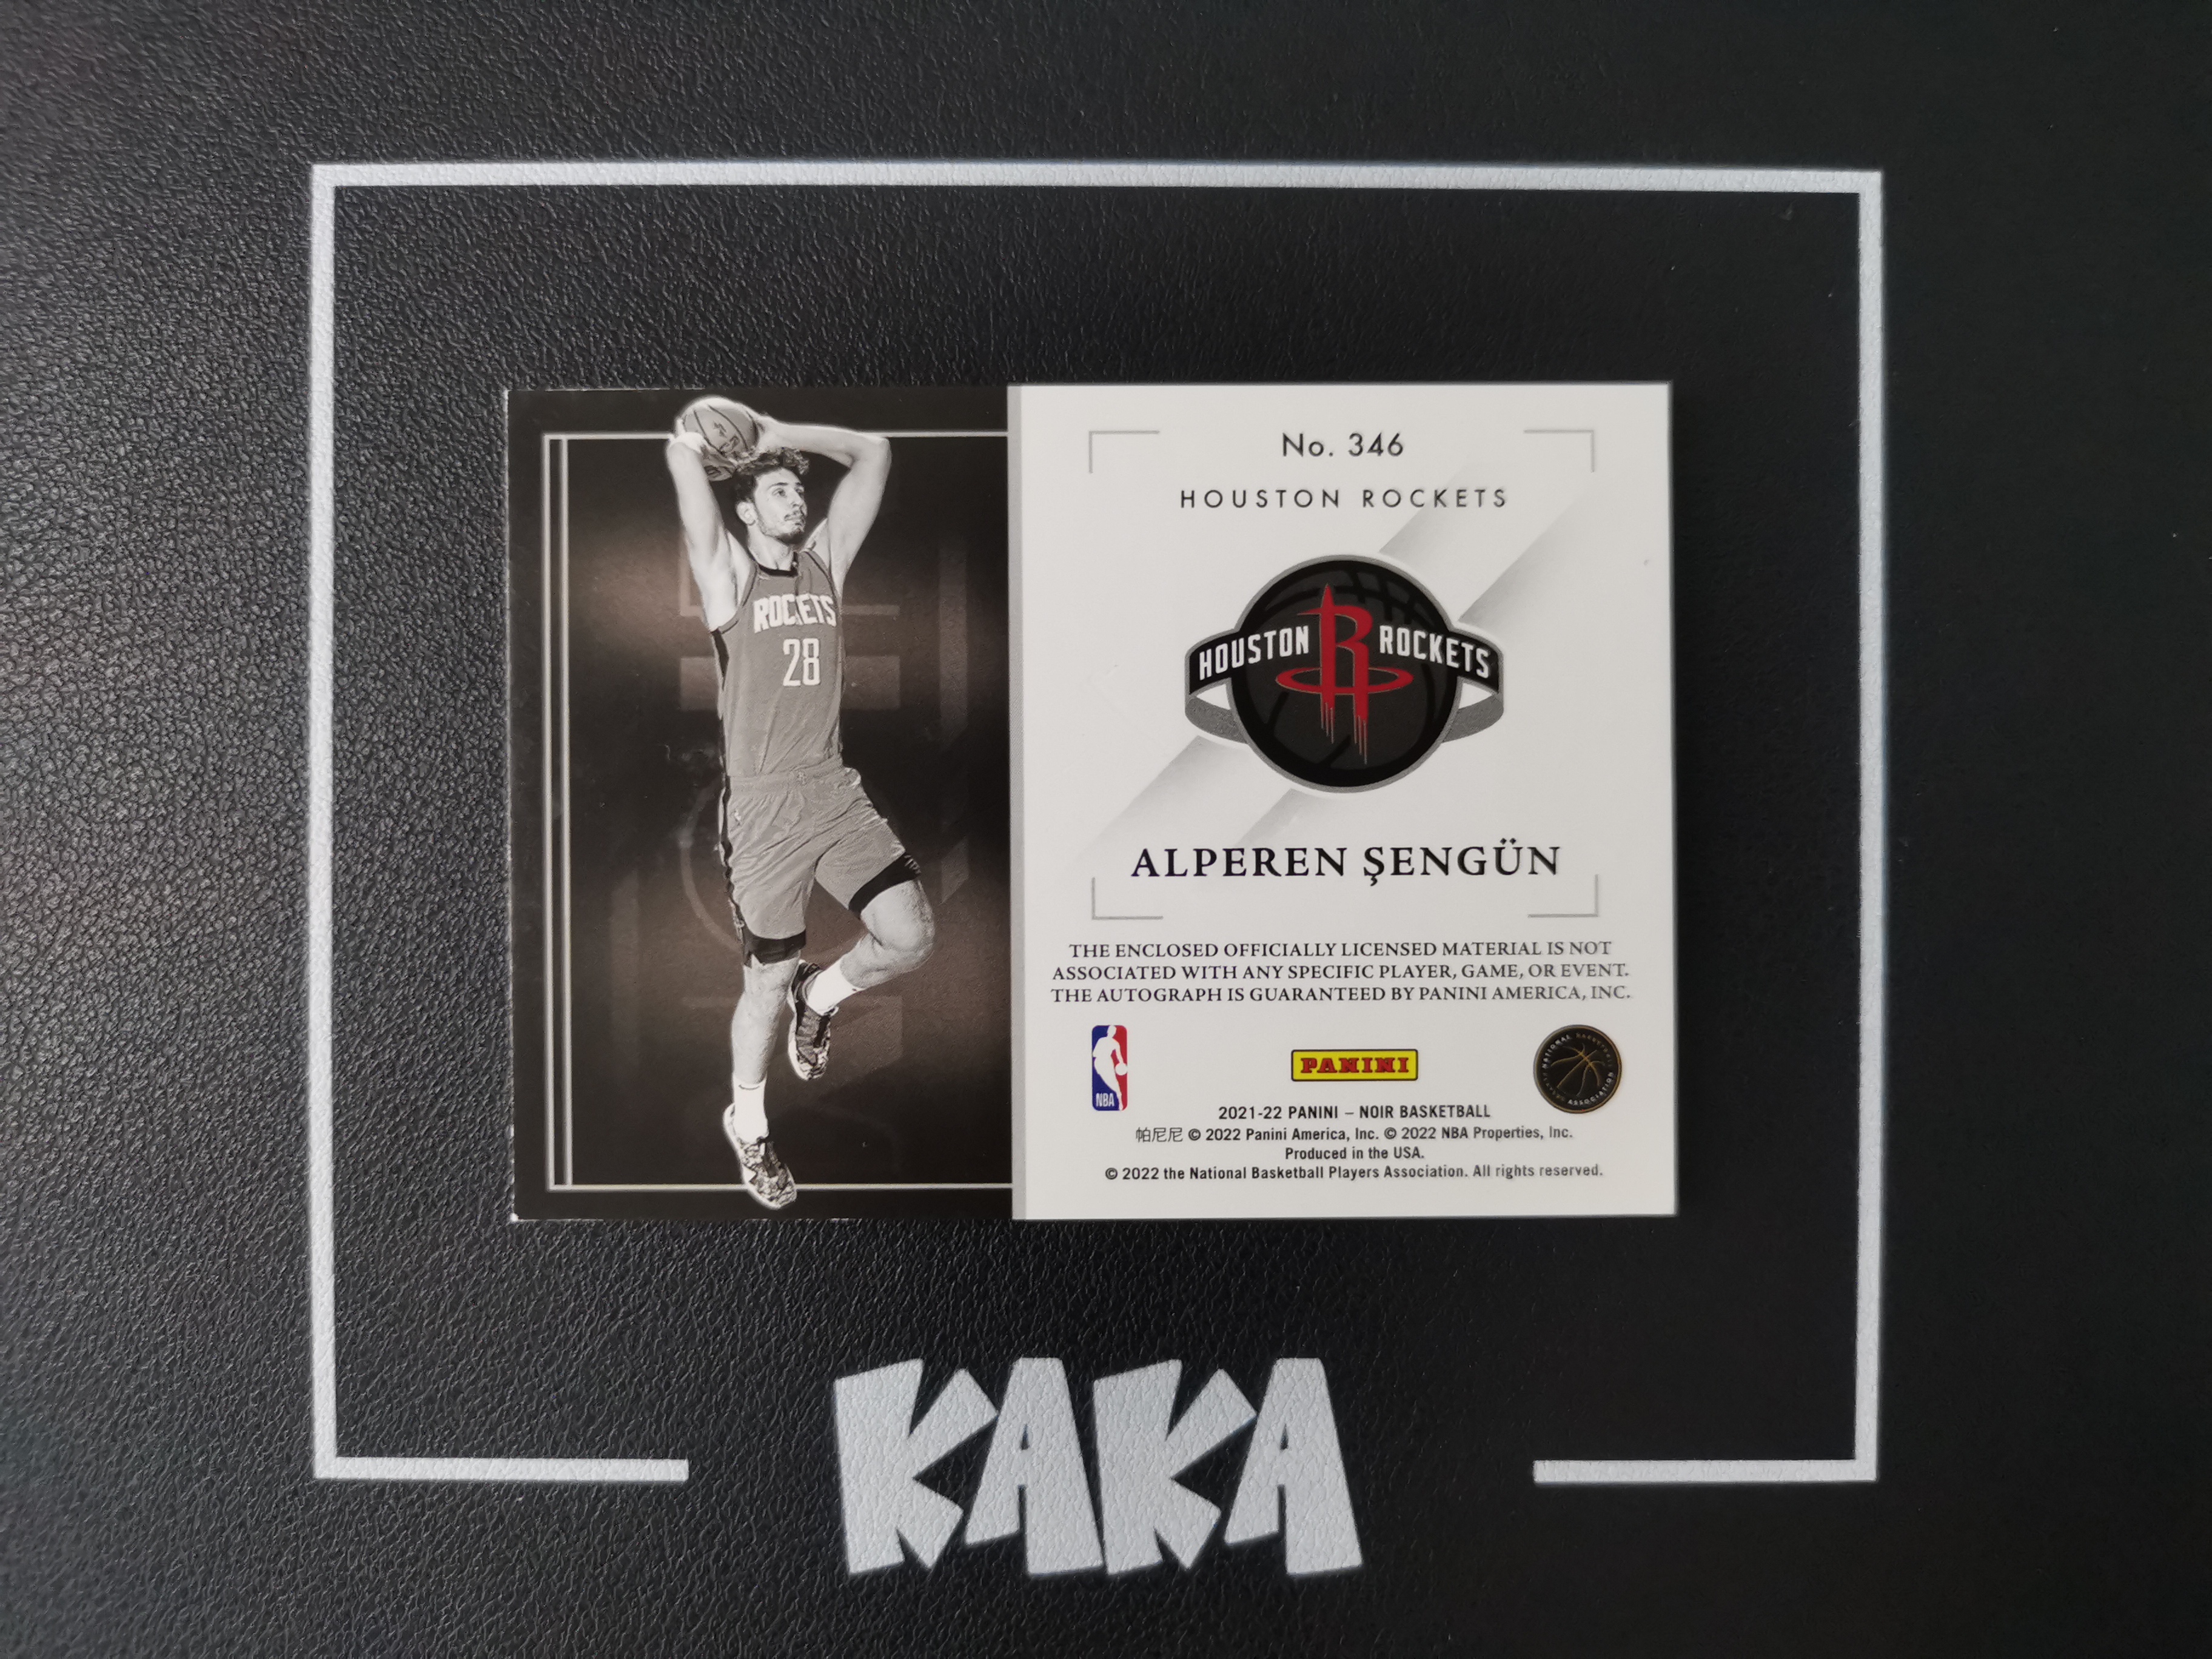 ROCKETS
28
No. 346
HOUSTON ROCKETS
HOUSTON ROCKETS
ALPEREN ŞENGÜN
THE ENCLOSED OFFICIALLY LICENSED MATERIAL IS NOT
ASSOCIATED WITH ANY SPECIFIC PLAYER, GAME, OR EVENT.
THE AUTOGRAPH IS GUARANTEED BY PANINI AMERICA, INC.
NBA
PANINI
NATIONAL BASKETBALL
ASSOCIATION
2021-22 PANINI – NOIR BASKETBALL
帕尼尼 © 2022 Panini America, Inc. © 2022 NBA Properties, Inc.
Produced in the USA.
© 2022 the National Basketball Players Association. All rights reserved.
KAKA